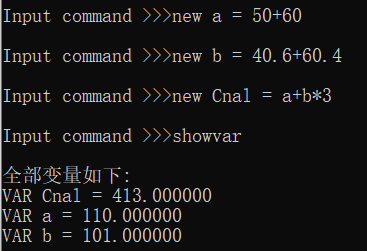 Input command >>>new a = 50+60
Input command >>>new b = 40.6+60.4
Input command >>>new Cnal = a+b*3
Input command >>>showvar
全部变量如下:
VAR Cnal = 413.000000
VAR a = 110.000000
VAR b = 101.000000